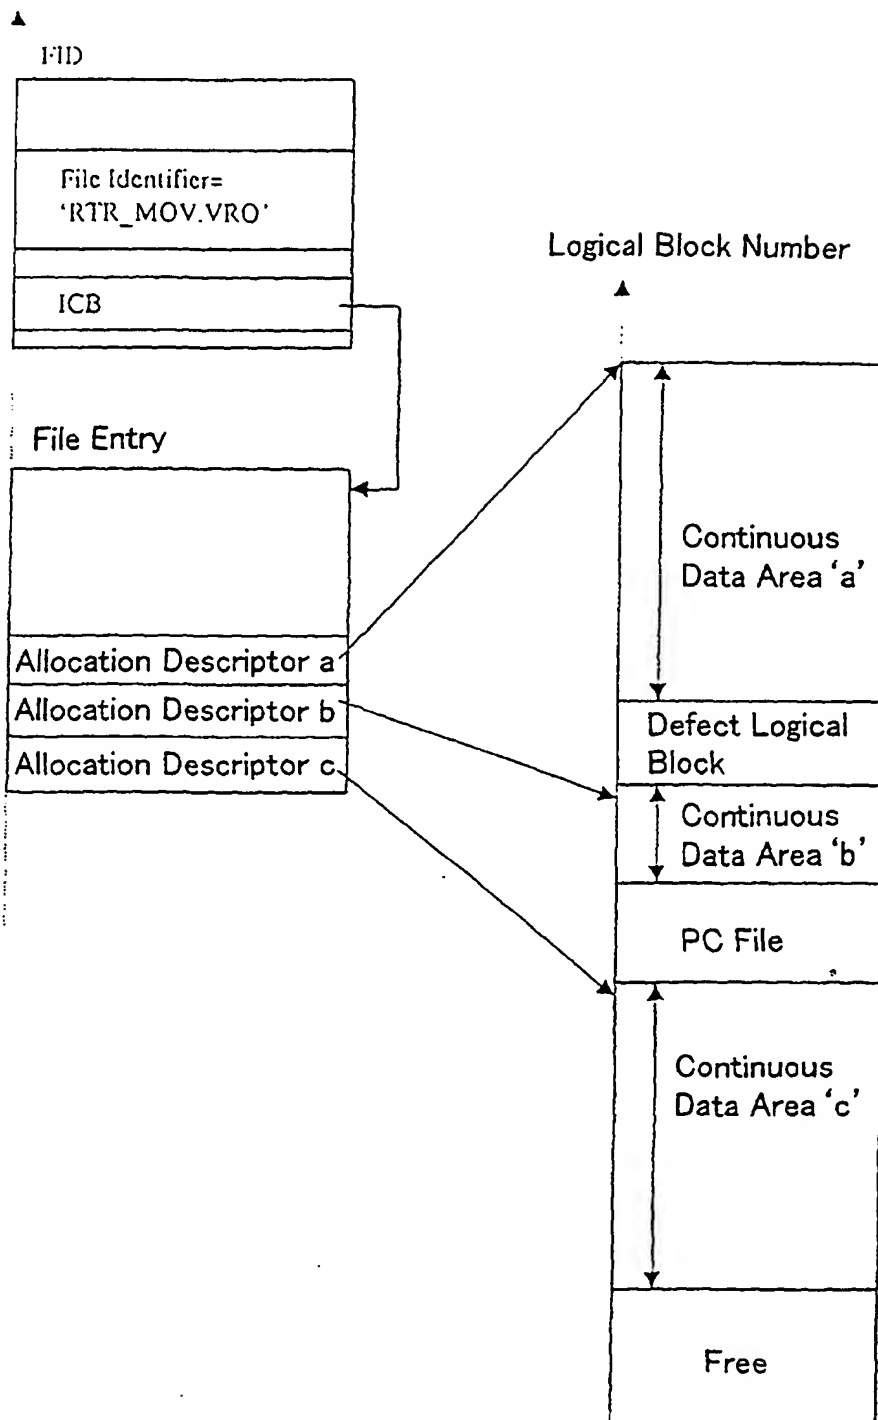 FID
File Identifier=
‘RTR_MOV.VRO’
ICB
File Entry
Allocation Descriptor a
Allocation Descriptor b
Allocation Descriptor c
Logical Block Number
Continuous
Data Area ‘a’
Defect Logical
Block
Continuous
Data Area ‘b’
PC File
Continuous
Data Area ‘c’
Free